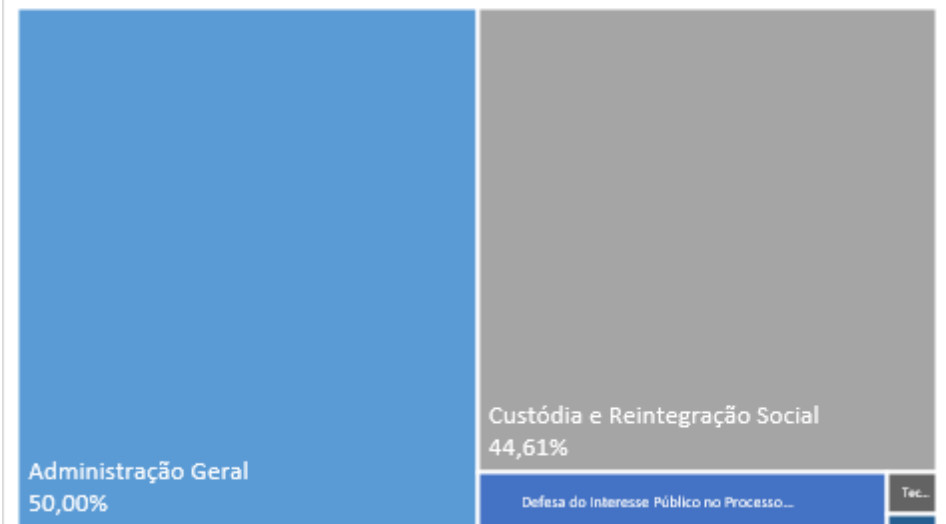 Administração Geral
50,00%
Custódia e Reintegração Social
44,61%
Defesa do Interesse Público no Processo...
Tec...